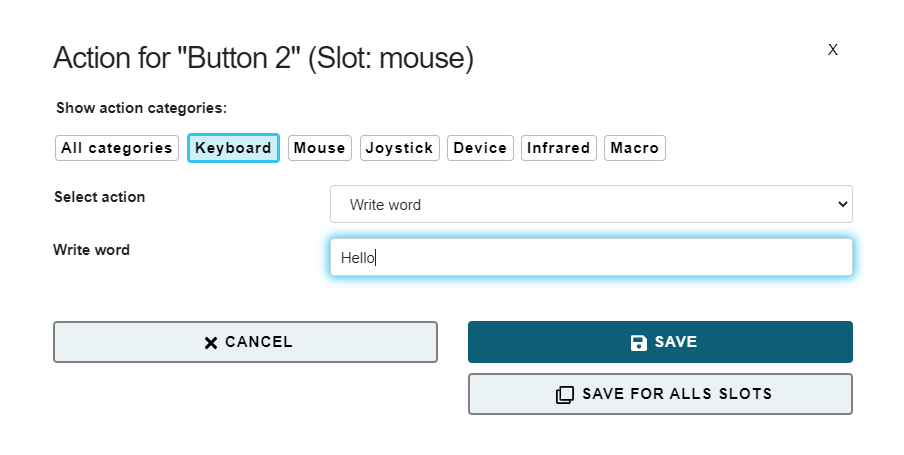 Action for "Button 2" (Slot: mouse)
X
Show action categories:
All categories Keyboard Mouse Joystick Device Infrared Macro
Select action
Write word
Write word
Hello
CANCEL
SAVE
SAVE FOR ALLS SLOTS